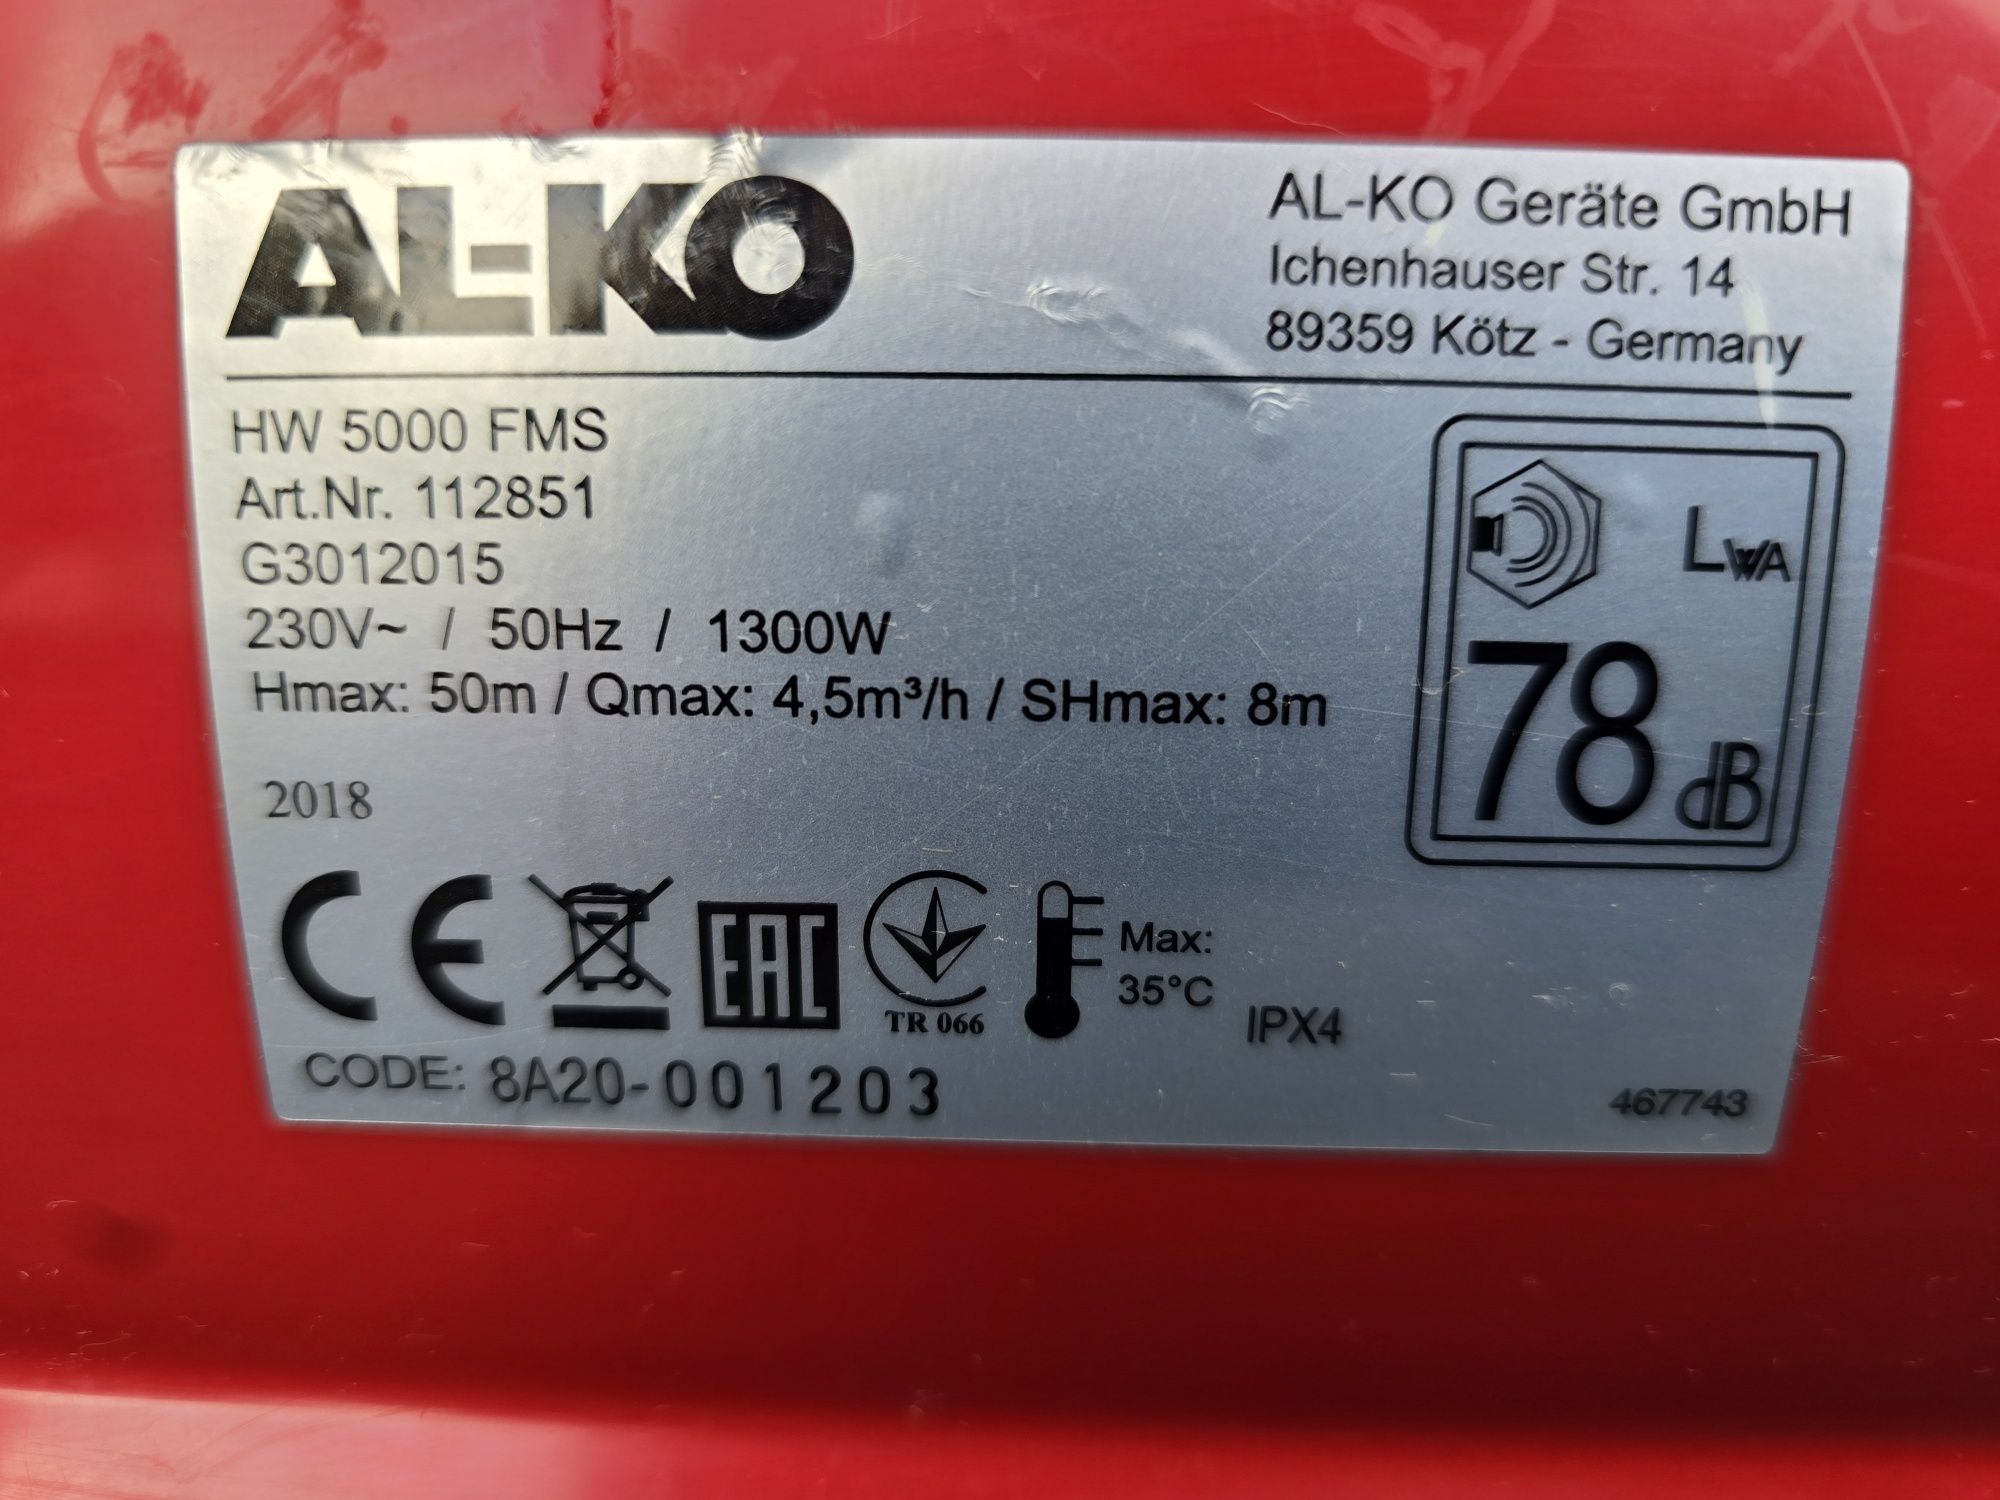 AL-KO
AL-KO Geräte GmbH
Ichenhauser Str. 14
89359 Kötz - Germany
HW 5000 FMS
Art.Nr. 112851
G3012015
230V~ / 50Hz / 1300W
Hmax: 50m / Qmax: 4,5m³/h / SHmax: 8m
2018
LWA
78 dB
CE
EAC
TR 066
Max:
35°C
IPX4
CODE: 8A20-001203
467743